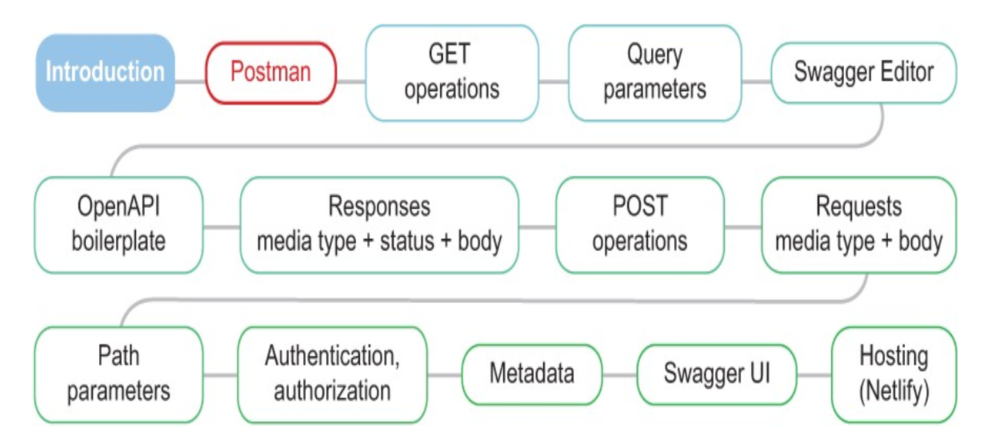 Introduction
Postman
GET
operations
Query
parameters
Swagger Editor
OpenAPI
boilerplate
Responses
media type + status + body
POST
operations
Requests
media type + body
Path
parameters
Authentication,
authorization
Metadata
Swagger UI
Hosting
(Netlify)